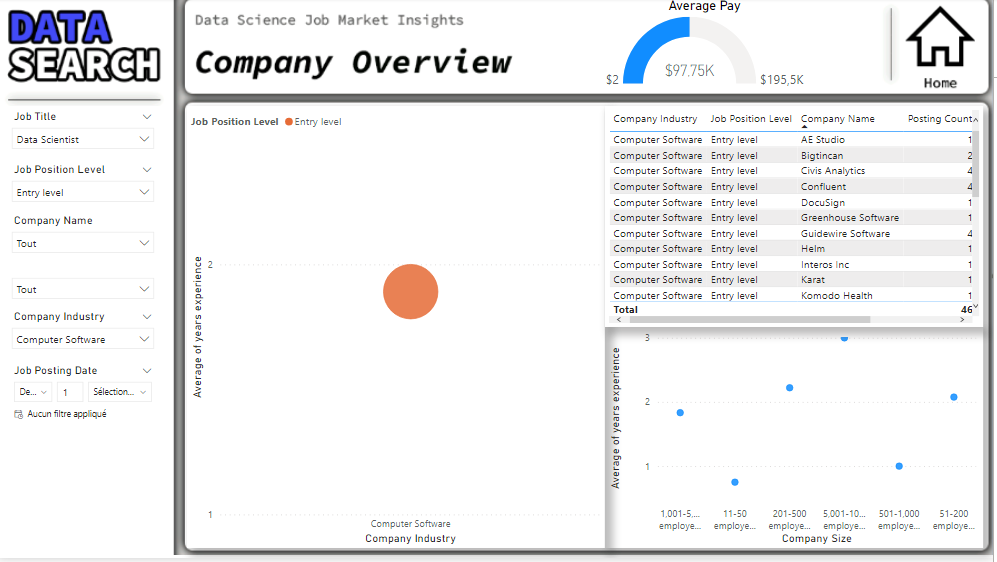 DATA
SEARCH
Job Title
Data Scientist
Job Position Level
Entry level
Company Name
Tout
Tout
Company Industry
Computer Software
Job Posting Date
De... 1 Sélection...
Aucun filtre appliqué
Data Science Job Market Insights
Company Overview
Average Pay
$97,75K
$2
$195,5K
Home
Job Position Level Entry level
Average of years experience
2
1
Computer Software
Company Industry
Company Industry Job Position Level Company Name Posting Count
Computer Software Entry level AE Studio 1
Computer Software Entry level Bigtincan 2
Computer Software Entry level Civis Analytics 4
Computer Software Entry level Confluent 4
Computer Software Entry level DocuSign 1
Computer Software Entry level Greenhouse Software 1
Computer Software Entry level Guidewire Software 4
Computer Software Entry level Helm 1
Computer Software Entry level Interos Inc 1
Computer Software Entry level Karat 1
Computer Software Entry level Komodo Health 1
Total 46
Average of years experience
3
2
1
1,001-5,... 11-50 201-500 5,001-10... 501-1,000 51-200
employe... employe... employe... employe... employe... employe...
Company Size